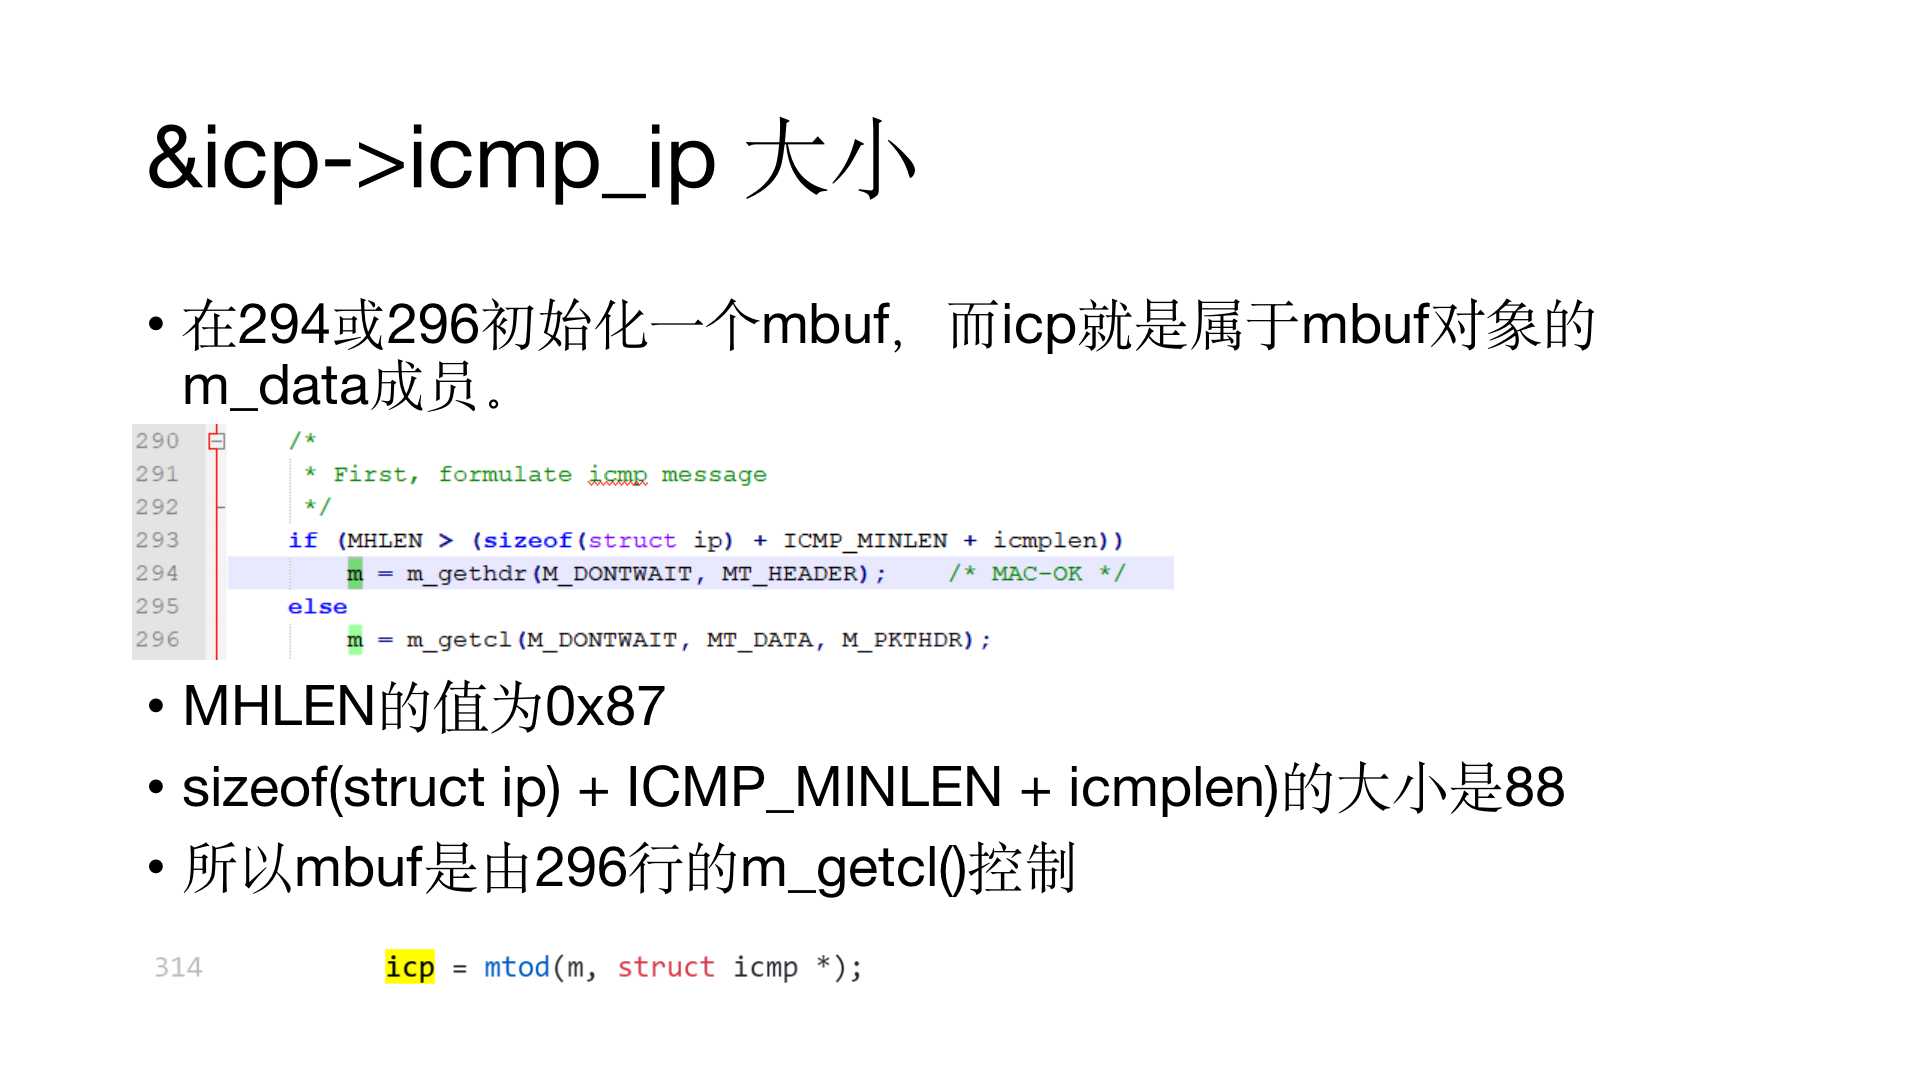 &icp->icmp_ip 大小
• 在294或296初始化一个mbuf，而icp就是属于mbuf对象的
m_data成员。
290 /*
291 * First, formulate icmp message
292 */
293 if (MHLEN > (sizeof(struct ip) + ICMP_MINLEN + icmplen))
294 m = m_gethdr(M_DONTWAIT, MT_HEADER); /* MAC-OK */
295 else
296 m = m_getcl(M_DONTWAIT, MT_DATA, M_PKTHDR);
• MHLEN的值为0x87
• sizeof(struct ip) + ICMP_MINLEN + icmplen)的大小是88
• 所以mbuf是由296行的m_getcl()控制
314 icp = mtod(m, struct icmp *);